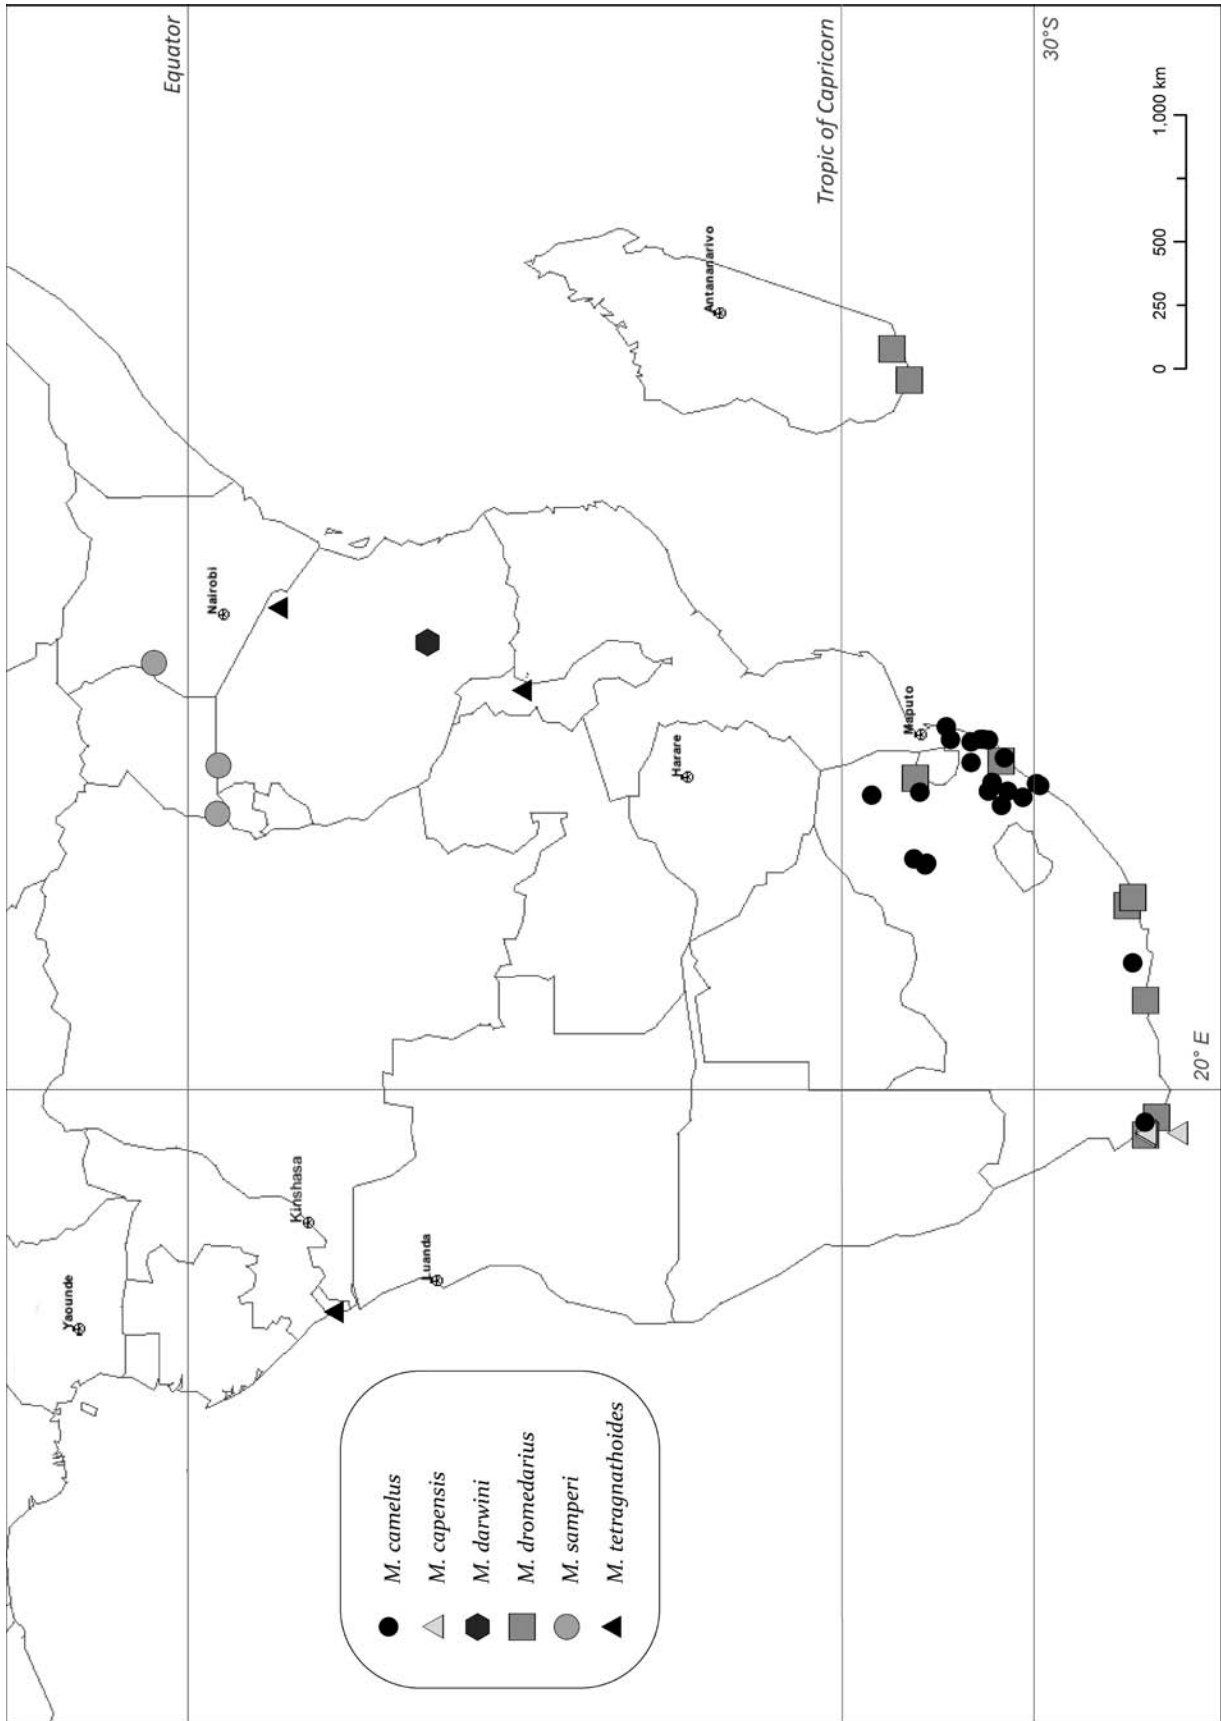 Equator
Tropic of Capricorn
30°S
20° E
Yaounde
Nairobi
Kinshasa
Luanda
Antananarivo
Harare
Maputo
M. camelus
M. capensis
M. darwini
M. dromedarius
M. samperi
M. tetragnathoides
0 250 500 1,000 km